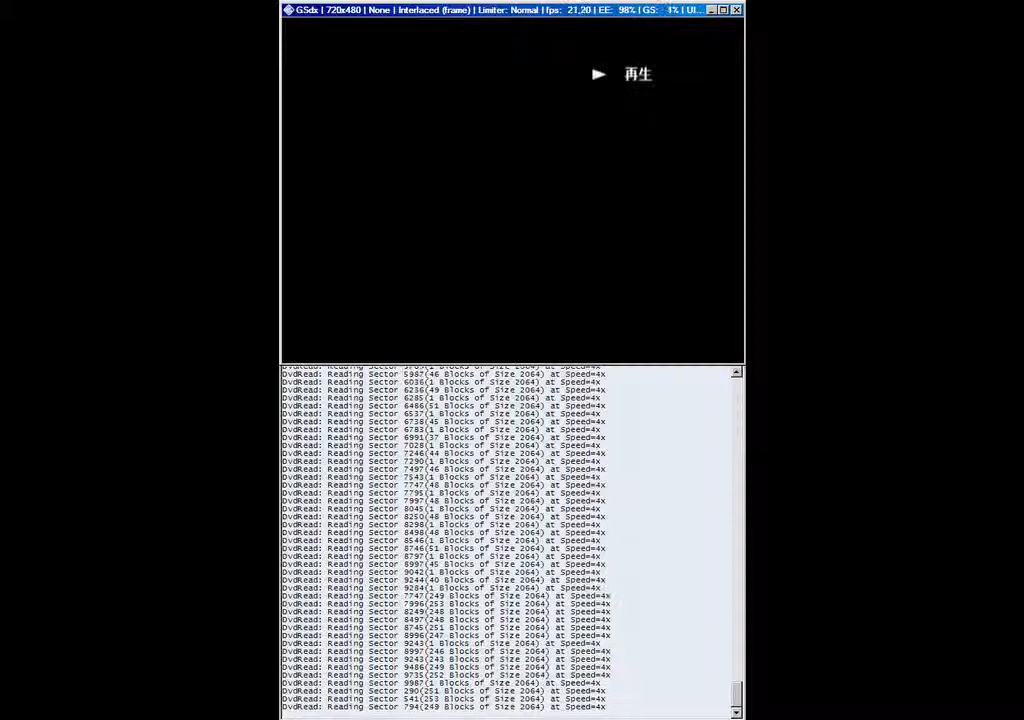 GSdx | 720x480 | None | Interlaced (frame) | Limiter: Normal | fps: 21,20 | EE: 98% | GS: 4% | UI...
再生
DvdRead: Reading Sector 5987(46 Blocks of Size 2064) at Speed=4x
DvdRead: Reading Sector 6036(1 Blocks of Size 2064) at Speed=4x
DvdRead: Reading Sector 6236(49 Blocks of Size 2064) at Speed=4x
DvdRead: Reading Sector 6285(1 Blocks of Size 2064) at Speed=4x
DvdRead: Reading Sector 6486(51 Blocks of Size 2064) at Speed=4x
DvdRead: Reading Sector 6537(1 Blocks of Size 2064) at Speed=4x
DvdRead: Reading Sector 6738(45 Blocks of Size 2064) at Speed=4x
DvdRead: Reading Sector 6783(1 Blocks of Size 2064) at Speed=4x
DvdRead: Reading Sector 6991(37 Blocks of Size 2064) at Speed=4x
DvdRead: Reading Sector 7028(1 Blocks of Size 2064) at Speed=4x
DvdRead: Reading Sector 7246(44 Blocks of Size 2064) at Speed=4x
DvdRead: Reading Sector 7290(1 Blocks of Size 2064) at Speed=4x
DvdRead: Reading Sector 7497(46 Blocks of Size 2064) at Speed=4x
DvdRead: Reading Sector 7543(1 Blocks of Size 2064) at Speed=4x
DvdRead: Reading Sector 7747(48 Blocks of Size 2064) at Speed=4x
DvdRead: Reading Sector 7795(1 Blocks of Size 2064) at Speed=4x
DvdRead: Reading Sector 7997(48 Blocks of Size 2064) at Speed=4x
DvdRead: Reading Sector 8045(1 Blocks of Size 2064) at Speed=4x
DvdRead: Reading Sector 8250(48 Blocks of Size 2064) at Speed=4x
DvdRead: Reading Sector 8298(1 Blocks of Size 2064) at Speed=4x
DvdRead: Reading Sector 8498(48 Blocks of Size 2064) at Speed=4x
DvdRead: Reading Sector 8546(1 Blocks of Size 2064) at Speed=4x
DvdRead: Reading Sector 8746(51 Blocks of Size 2064) at Speed=4x
DvdRead: Reading Sector 8797(1 Blocks of Size 2064) at Speed=4x
DvdRead: Reading Sector 8997(45 Blocks of Size 2064) at Speed=4x
DvdRead: Reading Sector 9042(1 Blocks of Size 2064) at Speed=4x
DvdRead: Reading Sector 9244(40 Blocks of Size 2064) at Speed=4x
DvdRead: Reading Sector 9284(1 Blocks of Size 2064) at Speed=4x
DvdRead: Reading Sector 7747(249 Blocks of Size 2064) at Speed=4x
DvdRead: Reading Sector 7996(253 Blocks of Size 2064) at Speed=4x
DvdRead: Reading Sector 8249(248 Blocks of Size 2064) at Speed=4x
DvdRead: Reading Sector 8497(248 Blocks of Size 2064) at Speed=4x
DvdRead: Reading Sector 8745(251 Blocks of Size 2064) at Speed=4x
DvdRead: Reading Sector 8996(247 Blocks of Size 2064) at Speed=4x
DvdRead: Reading Sector 9243(1 Blocks of Size 2064) at Speed=4x
DvdRead: Reading Sector 8997(246 Blocks of Size 2064) at Speed=4x
DvdRead: Reading Sector 9243(243 Blocks of Size 2064) at Speed=4x
DvdRead: Reading Sector 9486(249 Blocks of Size 2064) at Speed=4x
DvdRead: Reading Sector 9735(252 Blocks of Size 2064) at Speed=4x
DvdRead: Reading Sector 9987(1 Blocks of Size 2064) at Speed=4x
DvdRead: Reading Sector 290(251 Blocks of Size 2064) at Speed=4x
DvdRead: Reading Sector 541(253 Blocks of Size 2064) at Speed=4x
DvdRead: Reading Sector 794(249 Blocks of Size 2064) at Speed=4x